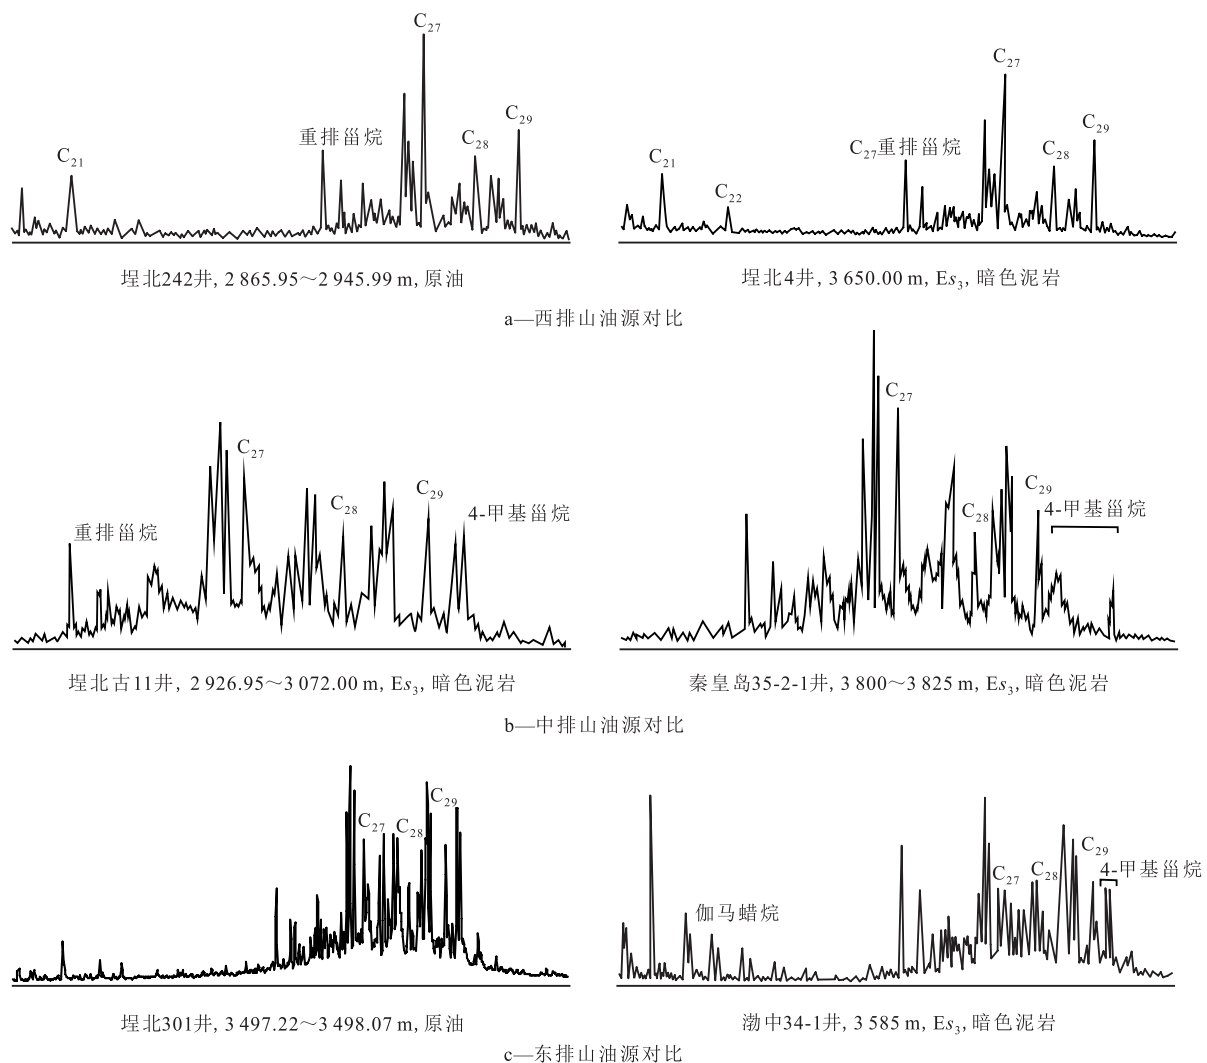 C27
C21
重排甾烷
C28
C29
埕北242井, 2 865.95～2 945.99 m, 原油
C27
C21
C22
C27重排甾烷
C28
C29
埕北4井, 3 650.00 m, Es3, 暗色泥岩
a—西排山油源对比
重排甾烷
C27
C28
C29
4-甲基甾烷
埕北古11井, 2 926.95～3 072.00 m, Es3, 暗色泥岩
C27
C28
C29
4-甲基甾烷
秦皇岛35-2-1井, 3 800～3 825 m, Es3, 暗色泥岩
b—中排山油源对比
C27
C28
C29
埕北301井, 3 497.22～3 498.07 m, 原油
伽马蜡烷
C27
C28
C29
4-甲基甾烷
渤中34-1井, 3 585 m, Es3, 暗色泥岩
c—东排山油源对比